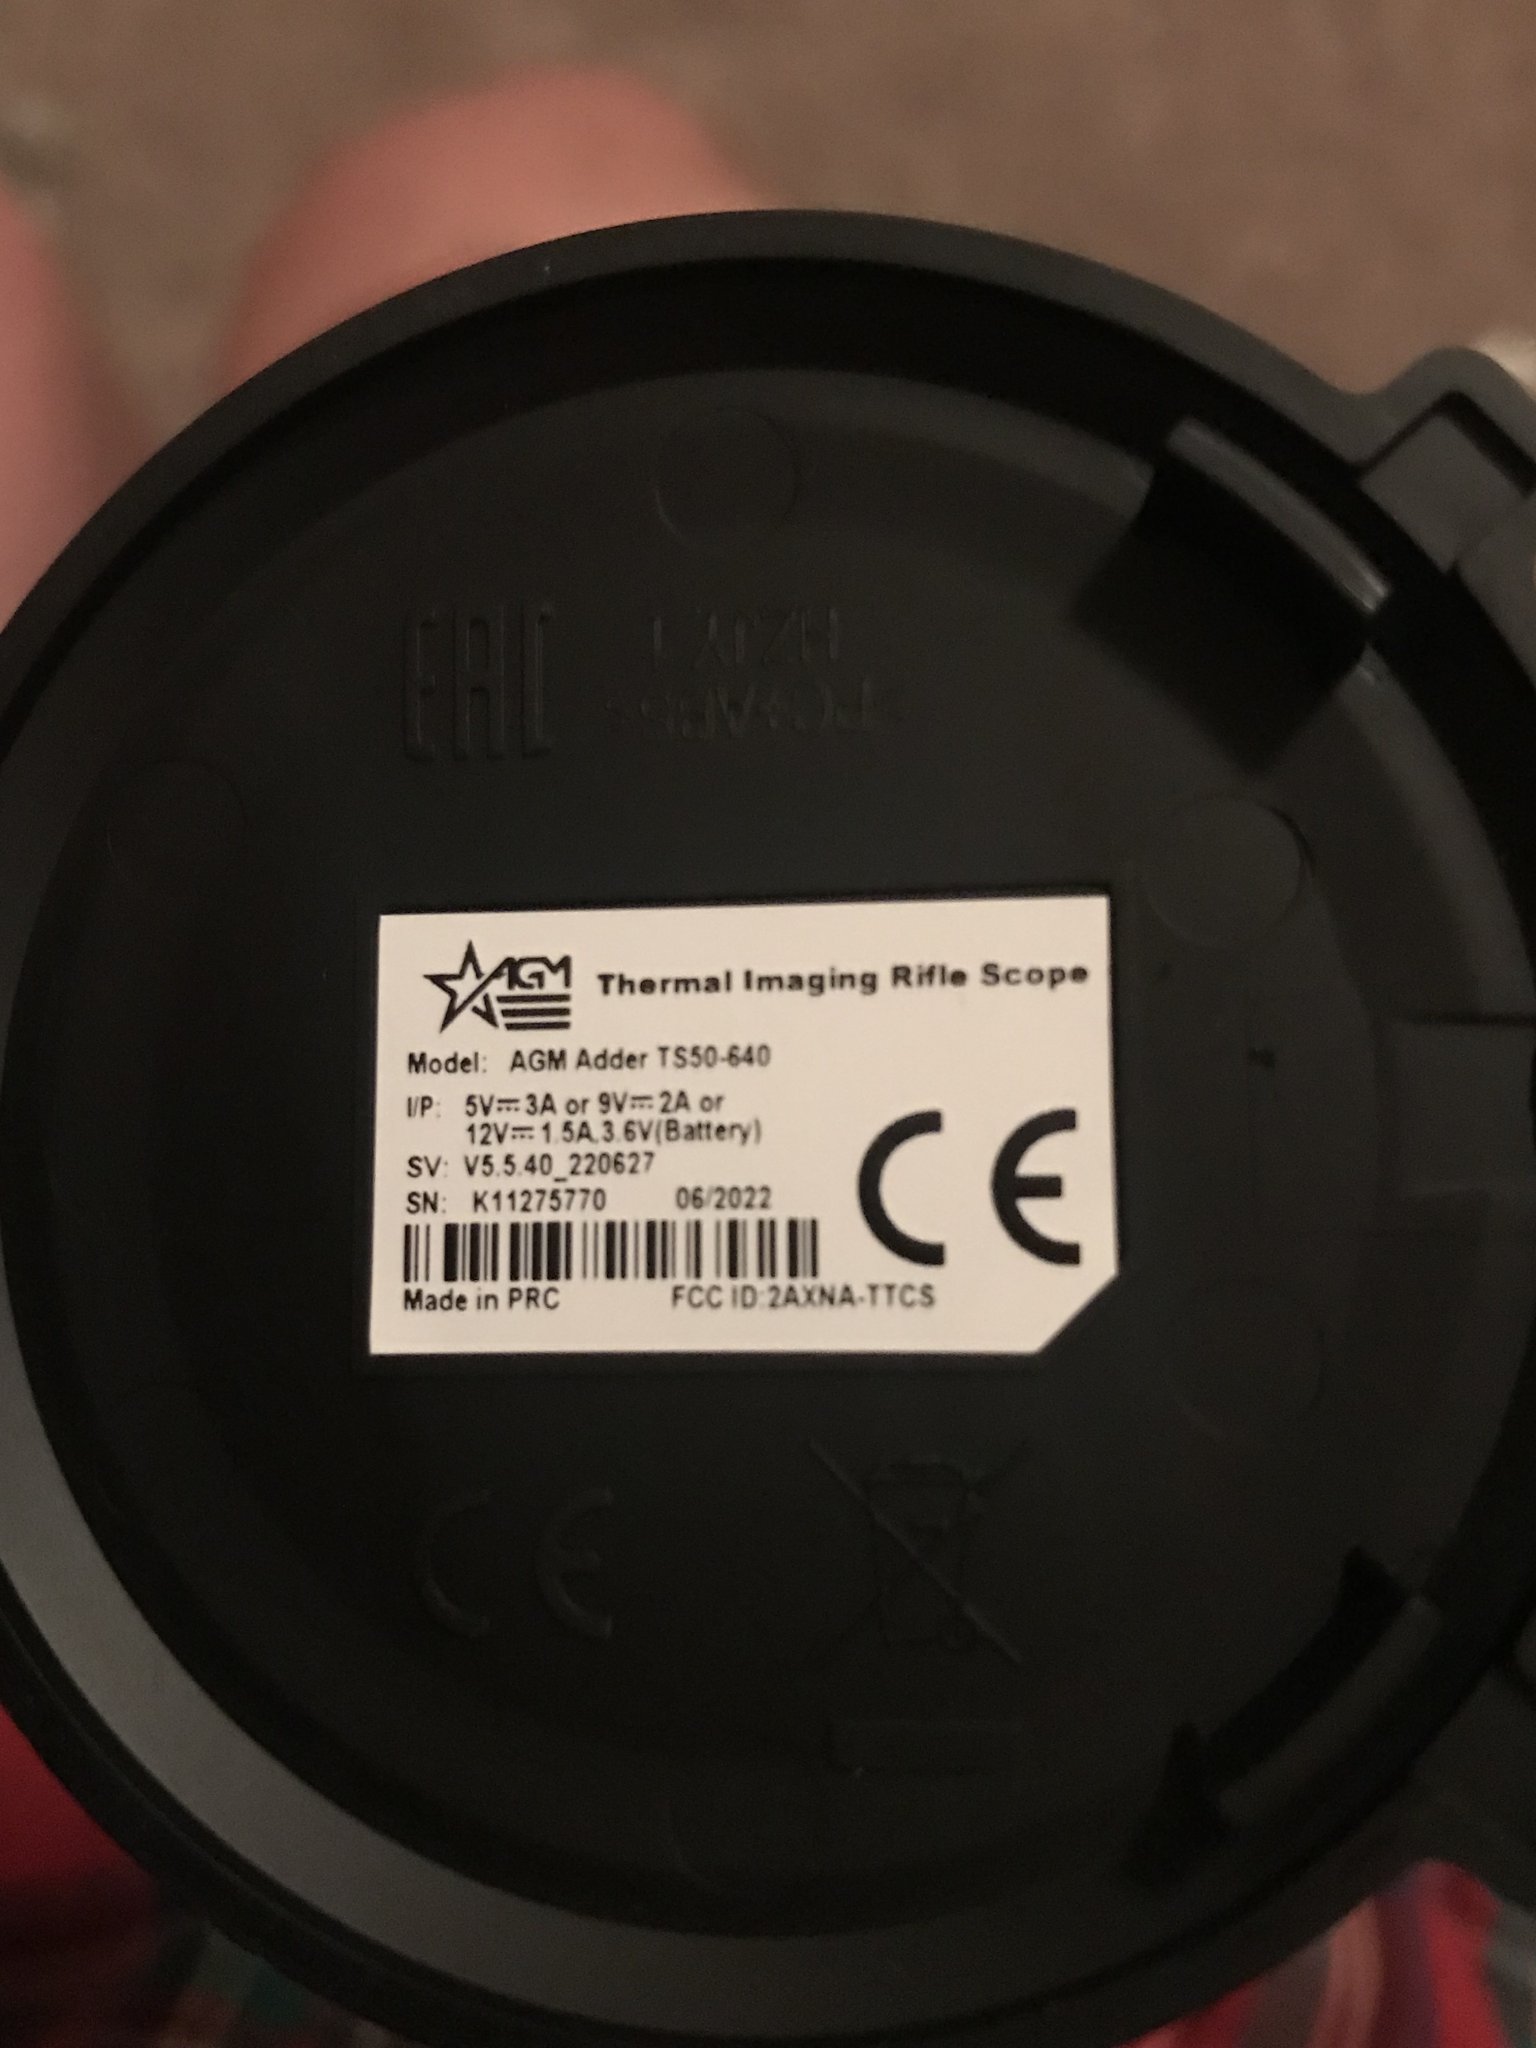 EAC
AGM Thermal Imaging Rifle Scope
Model: AGM Adder TS50-640
I/P: 5V⎓3A or 9V⎓2A or
12V⎓1.5A,3.6V(Battery)
SV: V5.5.40_220627
SN: K11275770 06/2022
Made in PRC FCC ID:2AXNA-TTCS
CE
CE